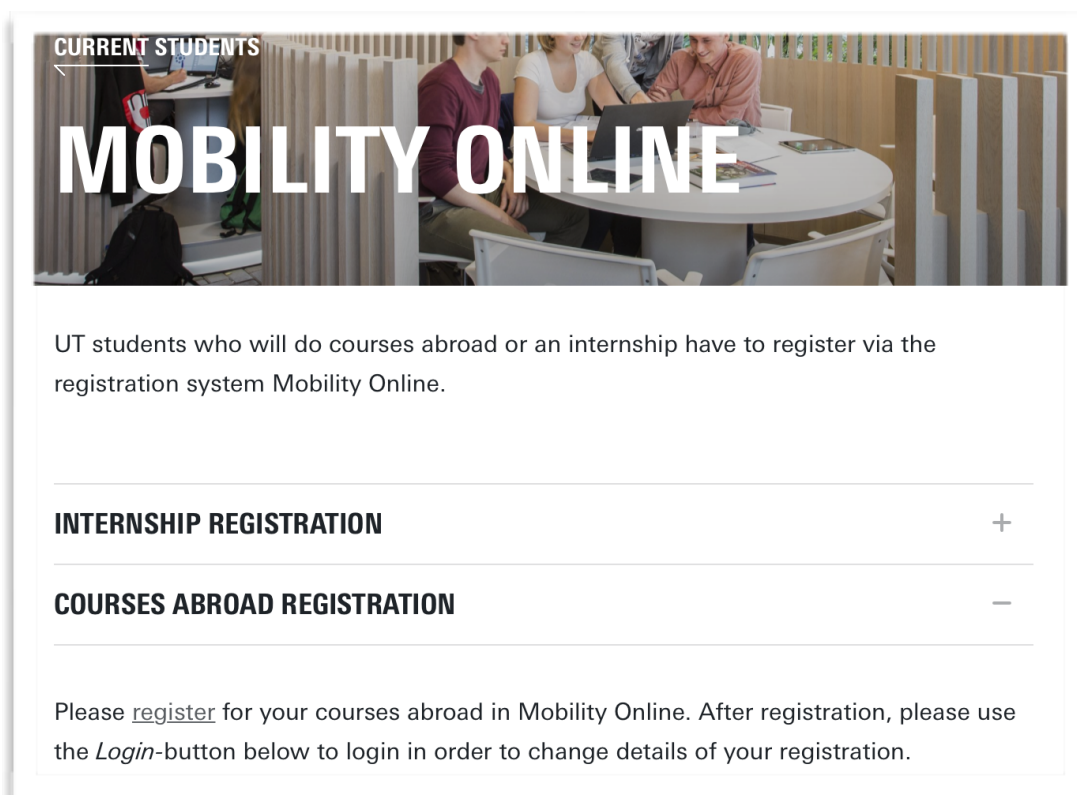 CURRENT STUDENTS
MOBILITY ONLINE
UT students who will do courses abroad or an internship have to register via the
registration system Mobility Online.
INTERNSHIP REGISTRATION
COURSES ABROAD REGISTRATION
Please register for your courses abroad in Mobility Online. After registration, please use
the Login-button below to login in order to change details of your registration.